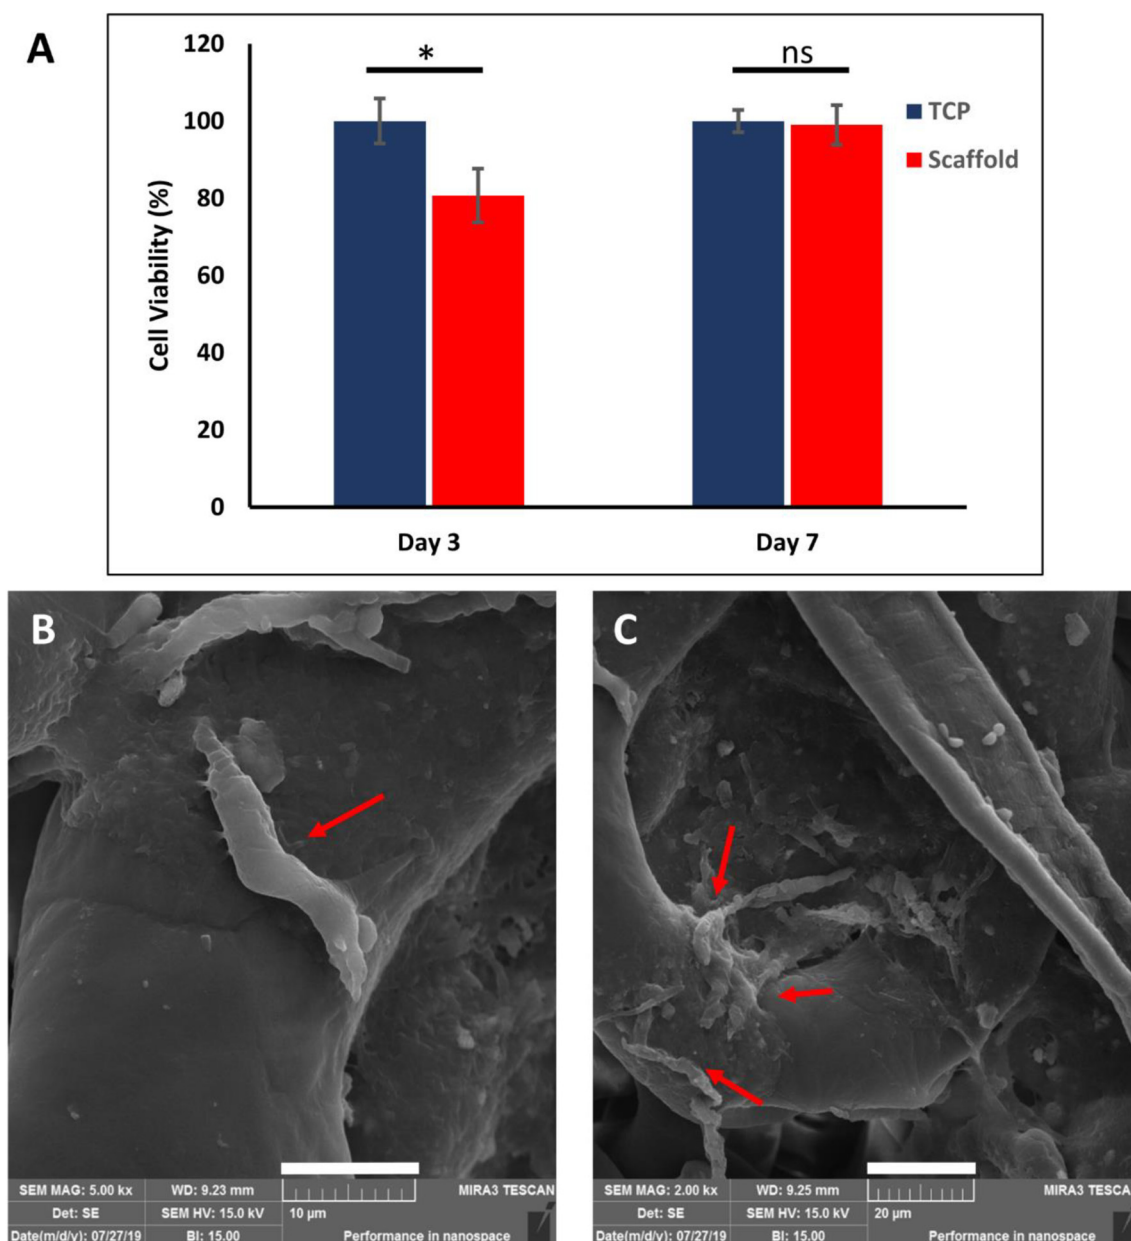 A
120
100
80
60
40
20
0
Cell Viability (%)
*
ns
TCP
Scaffold
Day 3
Day 7
B
SEM MAG: 5.00 kx
WD: 9.23 mm
MIRA3 TESCAN
Det: SE
SEM HV: 15.0 kV
10 µm
Date(m/d/y): 07/27/19
BI: 15.00
Performance in nanospace
C
SEM MAG: 2.00 kx
WD: 9.25 mm
MIRA3 TESCA
Det: SE
SEM HV: 15.0 kV
20 µm
Date(m/d/y): 07/27/19
BI: 15.00
Performance in nanospace